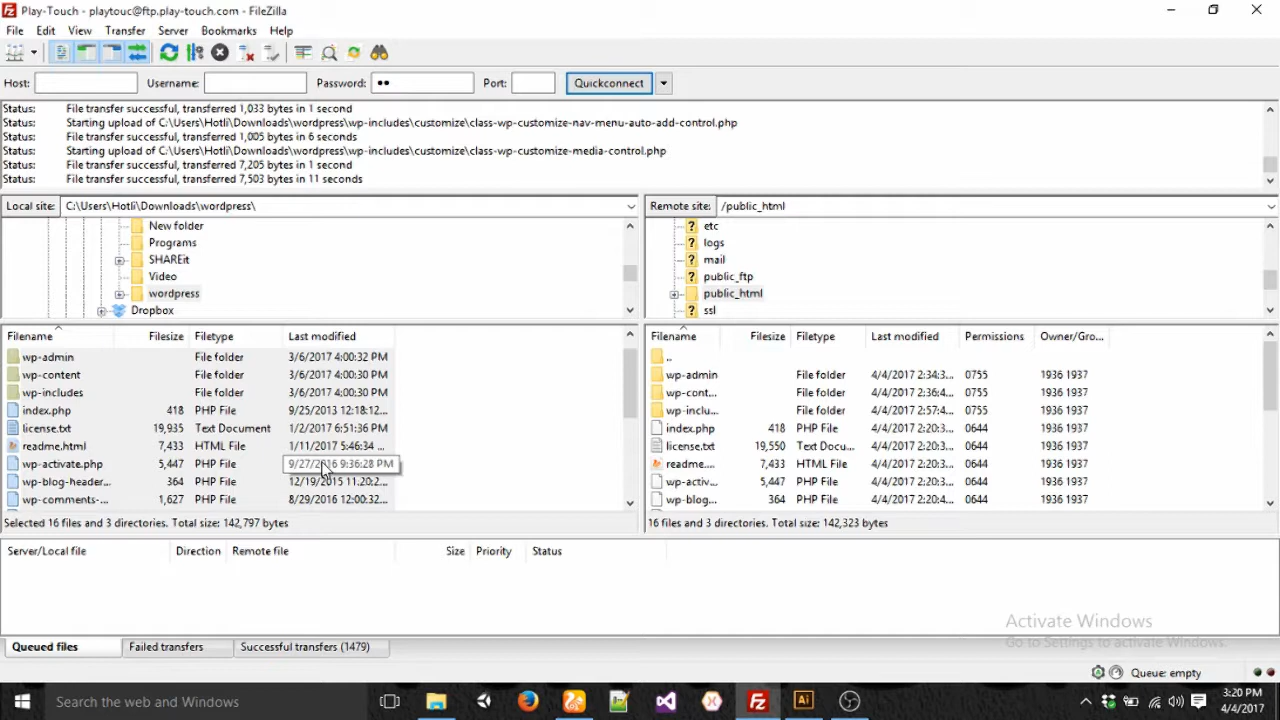 Play-Touch - playtouc@ftp.play-touch.com - FileZilla
File Edit View Transfer Server Bookmarks Help
Host: Username: Password: Port: Quickconnect
Status: File transfer successful, transferred 1,033 bytes in 1 second
Status: Starting upload of C:\Users\Hotli\Downloads\wordpress\wp-includes\customize\class-wp-customize-nav-menu-auto-add-control.php
Status: File transfer successful, transferred 1,005 bytes in 6 seconds
Status: Starting upload of C:\Users\Hotli\Downloads\wordpress\wp-includes\customize\class-wp-customize-media-control.php
Status: File transfer successful, transferred 7,205 bytes in 1 second
Status: File transfer successful, transferred 7,503 bytes in 11 seconds
Local site: C:\Users\Hotli\Downloads\wordpress\
New folder
Programs
SHAREit
Video
wordpress
Dropbox
Filename Filesize Filetype Last modified
wp-admin File folder 3/6/2017 4:00:32 PM
wp-content File folder 3/6/2017 4:00:30 PM
wp-includes File folder 3/6/2017 4:00:30 PM
index.php 418 PHP File 9/25/2013 12:18:12...
license.txt 19,935 Text Document 1/2/2017 6:51:36 PM
readme.html 7,433 HTML File 1/11/2017 5:46:34 ...
wp-activate.php 5,447 PHP File 9/27/2016 9:36:28 PM
wp-blog-header... 364 PHP File 12/19/2015 11:20:2...
wp-comments-... 1,627 PHP File 8/29/2016 12:00:32...
Selected 16 files and 3 directories. Total size: 142,797 bytes
Remote site: /public_html
etc
logs
mail
public_ftp
public_html
ssl
Filename Filesize Filetype Last modified Permissions Owner/Gro...
..
wp-admin File folder 4/4/2017 2:34:3... 0755 1936 1937
wp-cont... File folder 4/4/2017 2:36:4... 0755 1936 1937
wp-inclu... File folder 4/4/2017 2:57:4... 0755 1936 1937
index.php 418 PHP File 4/4/2017 2:20:3... 0644 1936 1937
license.txt 19,550 Text Docu... 4/4/2017 2:20:3... 0644 1936 1937
readme.... 7,433 HTML File 4/4/2017 2:20:3... 0644 1936 1937
wp-activ... 5,447 PHP File 4/4/2017 2:20:3... 0644 1936 1937
wp-blog... 364 PHP File 4/4/2017 2:20:4... 0644 1936 1937
16 files and 3 directories. Total size: 142,323 bytes
Server/Local file Direction Remote file Size Priority Status
Activate Windows
Go to Settings to activate Windows.
Queued files Failed transfers Successful transfers (1479)
Queue: empty
Search the web and Windows
3:20 PM
4/4/2017